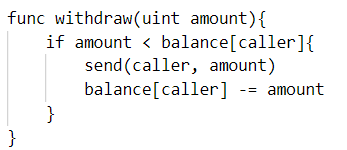 func withdraw(uint amount){
    if amount < balance[caller]{
        send(caller, amount)
        balance[caller] -= amount
    }
}